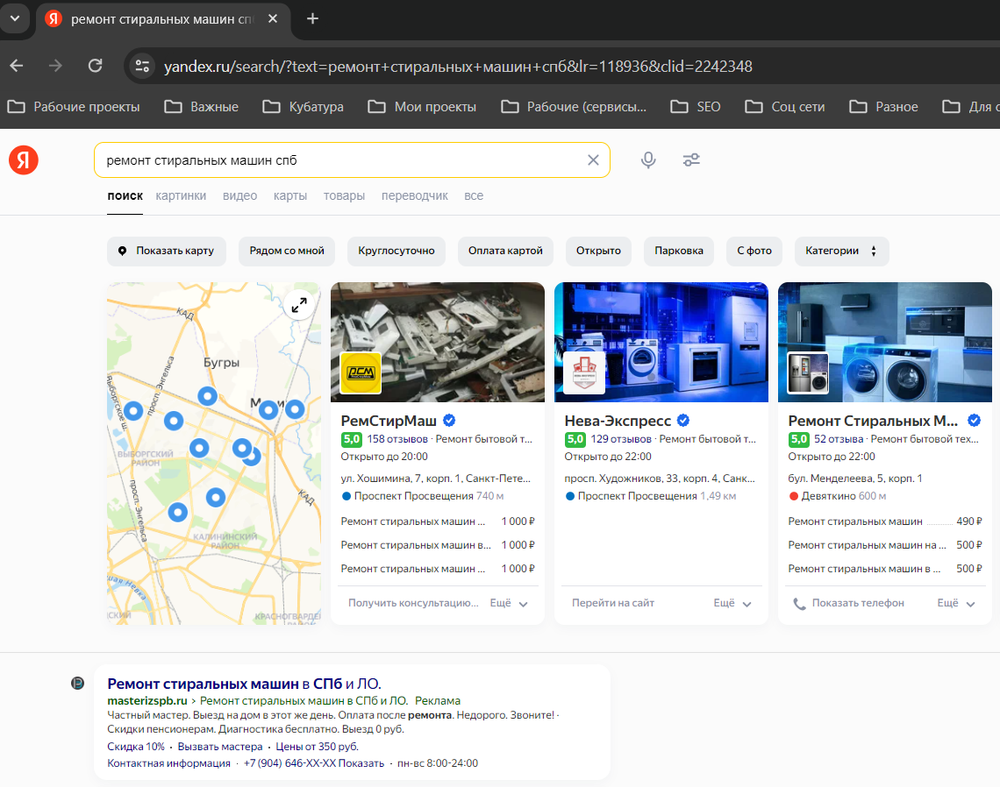 ремонт стиральных машин сп
yandex.ru/search/?text=ремонт+стиральных+машин+спб&lr=118936&clid=2242348
Рабочие проекты
Важные
Кубатура
Мои проекты
Рабочие (сервисы...
SEO
Соц сети
Разное
Для с
Я
ремонт стиральных машин спб
поиск картинки видео карты товары переводчик все
Показать карту
Рядом со мной
Круглосуточно
Оплата картой
Открыто
Парковка
С фото
Категории
КАД
Бугры
просп. Энгельса
Выборгское ш.
ВЫБОРГСКИЙ
РАЙОН
просп. Энгельса
КАД
КАЛИНИНСКИЙ
РАЙОН
шая Невка
СКИЙ
КРАСНОГВАРДЕЙ
РСМ
РемСтирМаш
5,0 158 отзывов · Ремонт бытовой т...
Открыто до 20:00
ул. Хошимина, 7, корп. 1, Санкт-Пете...
Проспект Просвещения 740 м
Ремонт стиральных машин ... 1 000 ₽
Ремонт стиральных машин в... 1 000 ₽
Ремонт стиральных машин ... 1 000 ₽
Получить консультацию... Ещё
Нева-Экспресс
5,0 129 отзывов · Ремонт бытовой т...
Открыто до 22:00
просп. Художников, 33, корп. 4, Санк...
Проспект Просвещения 1,49 км
Перейти на сайт Ещё
Ремонт Стиральных М...
5,0 52 отзыва · Ремонт бытовой тех...
Открыто до 22:00
бул. Менделеева, 5, корп. 1
Девяткино 600 м
Ремонт стиральных машин 490 ₽
Ремонт стиральных машин на ... 500 ₽
Ремонт стиральных машин в ... 500 ₽
Показать телефон Ещё
Ремонт стиральных машин в СПб и ЛО.
masterizspb.ru › Ремонт стиральных машин в СПб и ЛО. Реклама
Частный мастер. Выезд на дом в этот же день. Оплата после ремонта. Недорого. Звоните! ·
Скидки пенсионерам. Диагностика бесплатно. Выезд 0 руб.
Скидка 10% · Вызвать мастера · Цены от 350 руб.
Контактная информация · +7 (904) 646-XX-XX Показать · пн-вс 8:00-24:00